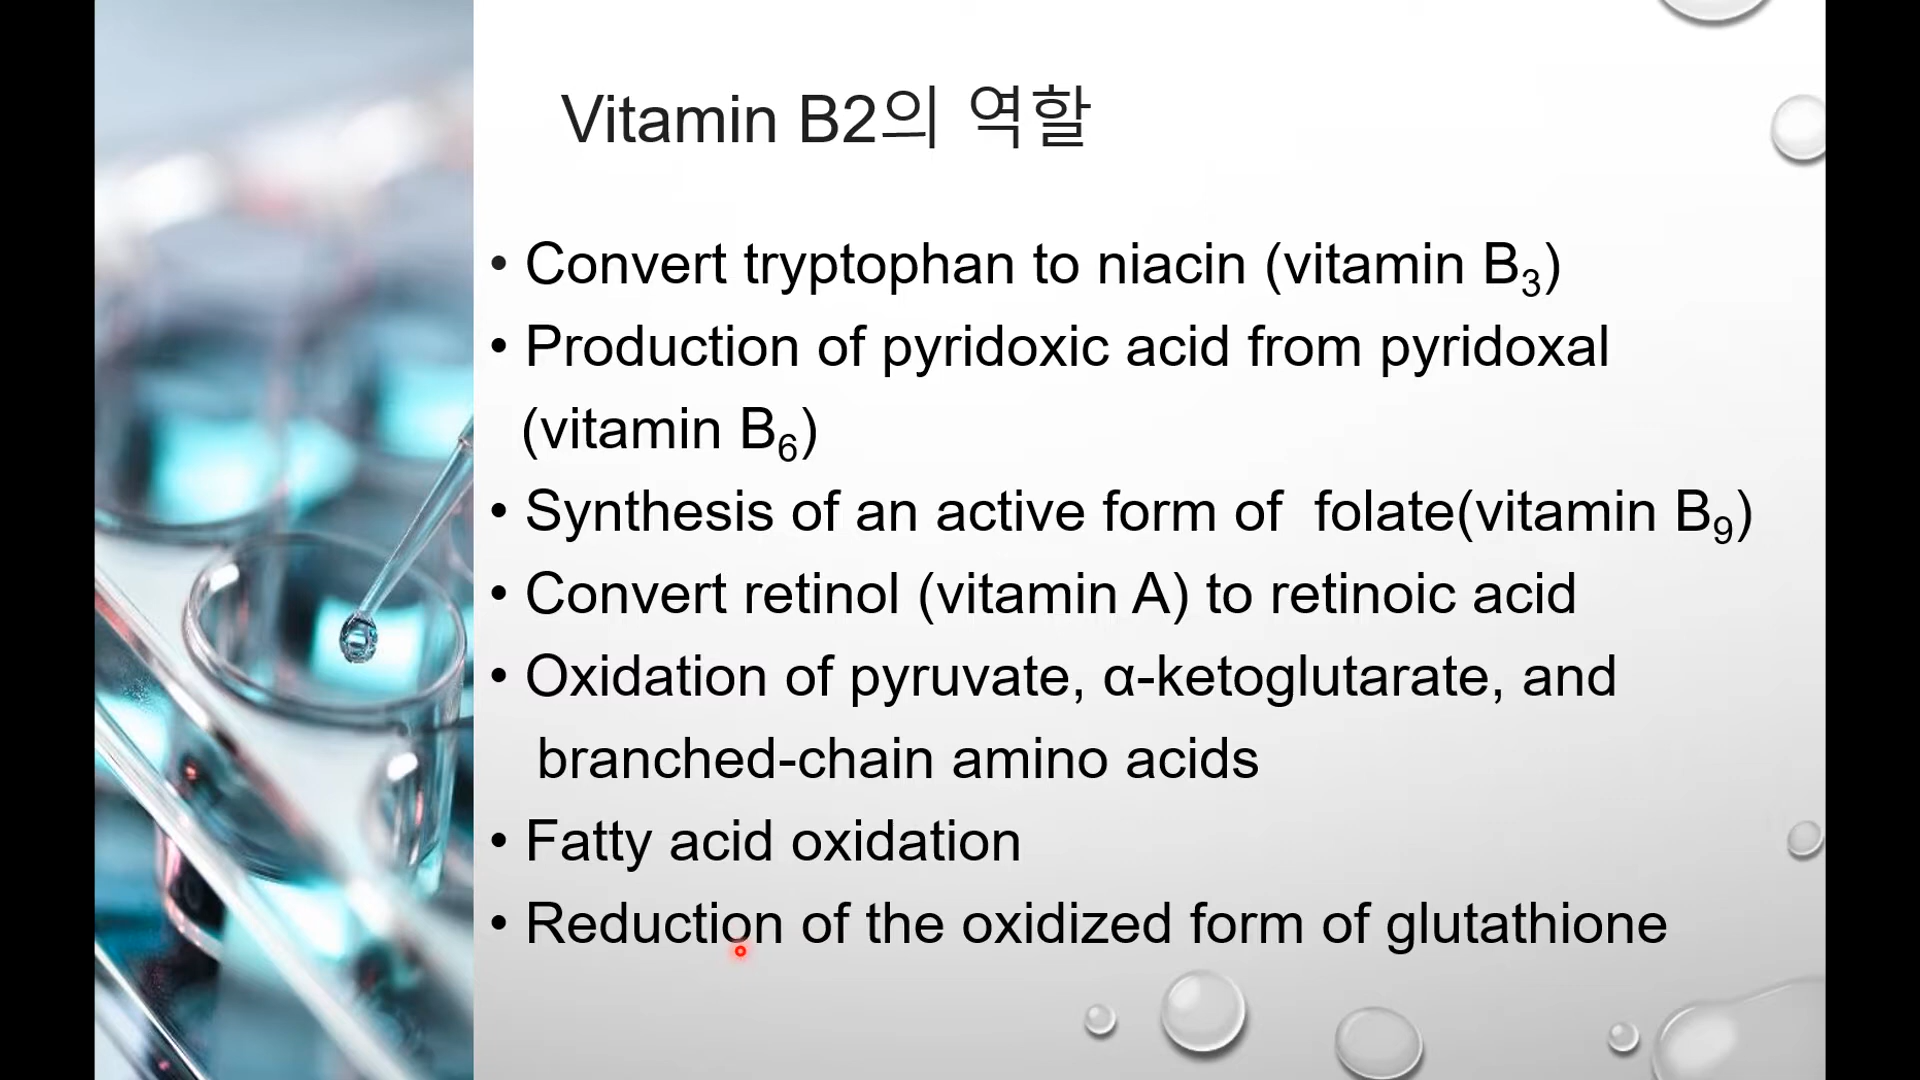 Vitamin B2의 역할
• Convert tryptophan to niacin (vitamin B₃)
• Production of pyridoxic acid from pyridoxal
(vitamin B₆)
• Synthesis of an active form of  folate(vitamin B₉)
• Convert retinol (vitamin A) to retinoic acid
• Oxidation of pyruvate, α-ketoglutarate, and
branched-chain amino acids
• Fatty acid oxidation
• Reduction of the oxidized form of glutathione